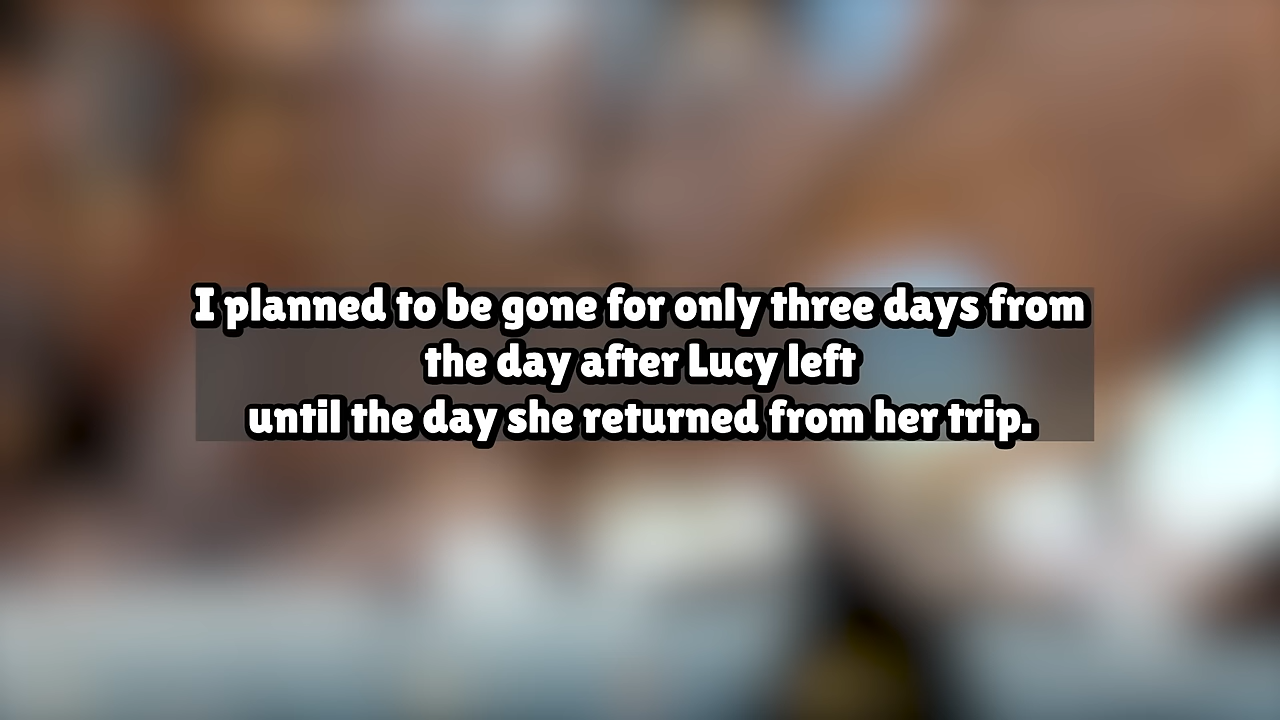 I planned to be gone for only three days from
the day after Lucy left
until the day she returned from her trip.